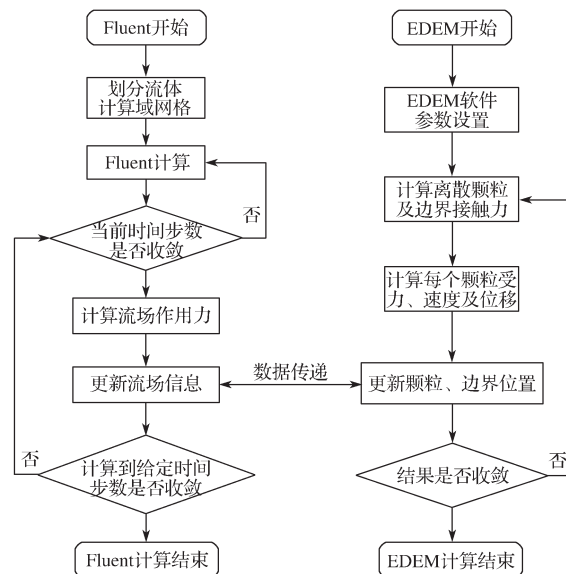 Fluent开始
划分流体
计算域网格
Fluent计算
否
当前时间步数
是否收敛
计算流场作用力
更新流场信息
数据传递
否
计算到给定时间
步数是否收敛
Fluent计算结束
EDEM开始
EDEM软件
参数设置
计算离散颗粒
及边界接触力
计算每个颗粒受
力、速度及位移
更新颗粒、边界位置
否
结果是否收敛
EDEM计算结束